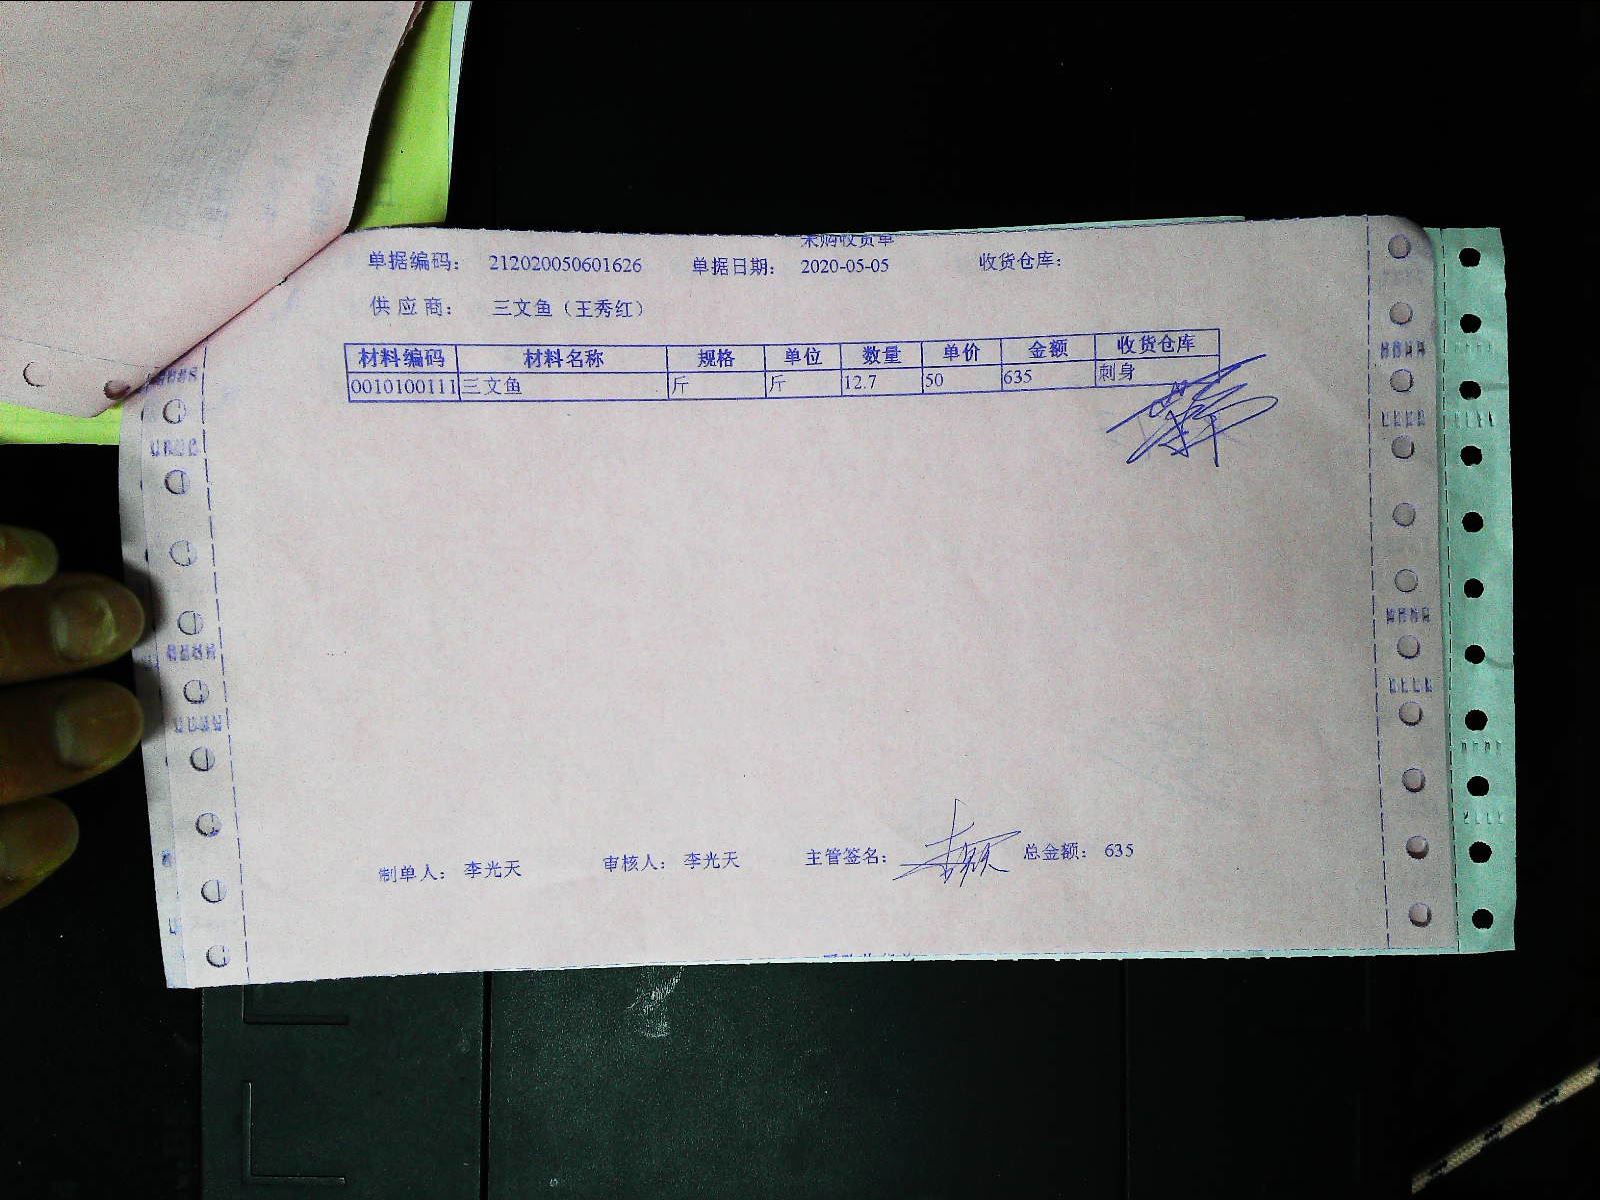 采购收货单
单据编码： 212020050601626 单据日期： 2020-05-05 收货仓库：
供 应 商： 三文鱼（王秀红）
材料编码 材料名称 规格 单位 数量 单价 金额 收货仓库
0010100111 三文鱼 斤 斤 12.7 50 635 刺身
制单人： 李光天 审核人： 李光天 主管签名： 总金额： 635